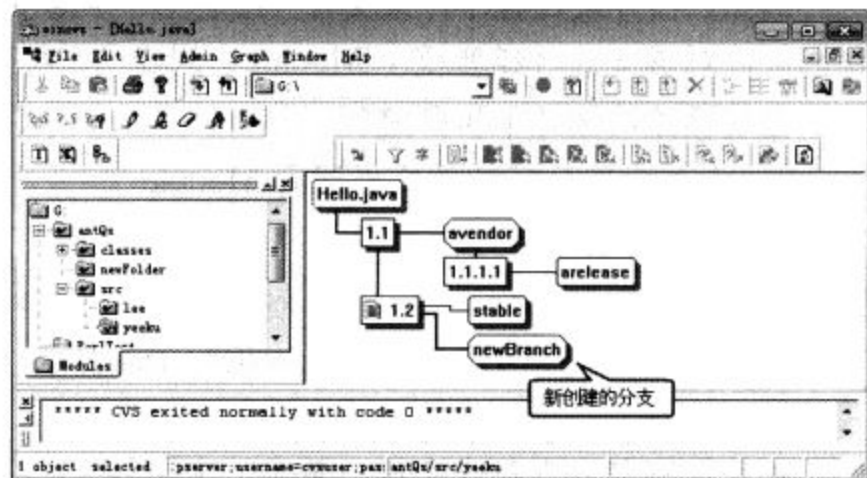 wincvs - [Hello.java]
File Edit View Admin Graph Window Help
G:\
G:
antQs
classes
newFolder
src
lee
yeeku
Modules
Hello.java
1.1
avendor
1.1.1.1
arelease
1.2
stable
newBranch
新创建的分支
***** CVS exited normally with code 0 *****
1 object selected
:pserver;username=cvsuser;pas
antQs/src/yeeku